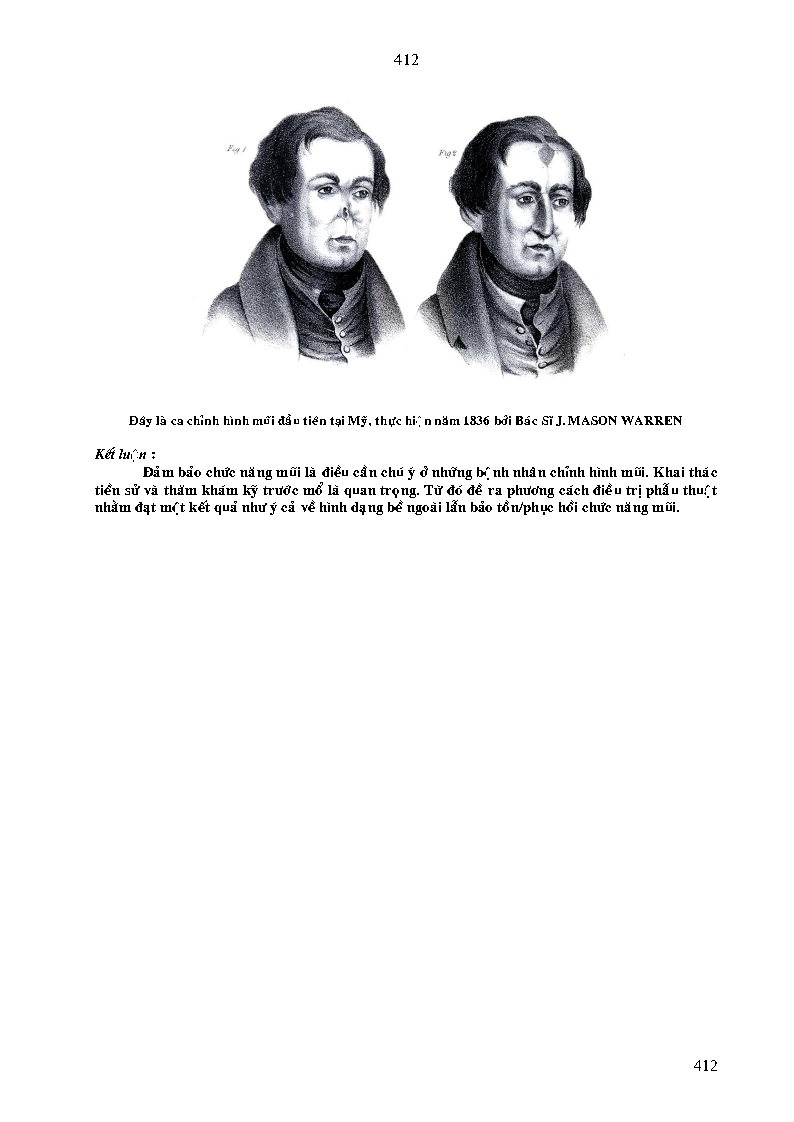 412
Fig 1
Fig 2
Đây là ca chỉnh hình mũi đầu tiên tại Mỹ, thực hiện năm 1836 bởi Bác Sĩ J. MASON WARREN
Kết luận :
Đảm bảo chức năng mũi là điều cần chú ý ở những bệnh nhân chỉnh hình mũi. Khai thác
tiền sử và thăm khám kỹ trước mổ là quan trọng. Từ đó đề ra phương cách điều trị phẫu thuật
nhằm đạt một kết quả như ý cả về hình dạng bề ngoài lẫn bảo tồn/phục hồi chức năng mũi.
412